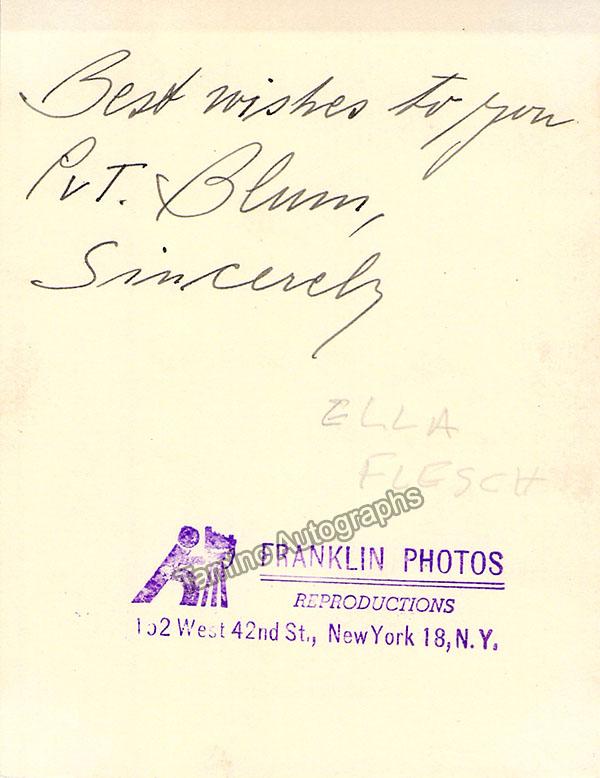 Best wishes to you
PvT. Blum,
Sincerely
ELLA
FLESCH
Tamino Autographs
FRANKLIN PHOTOS
REPRODUCTIONS
152 West 42nd St., New York 18, N.Y.